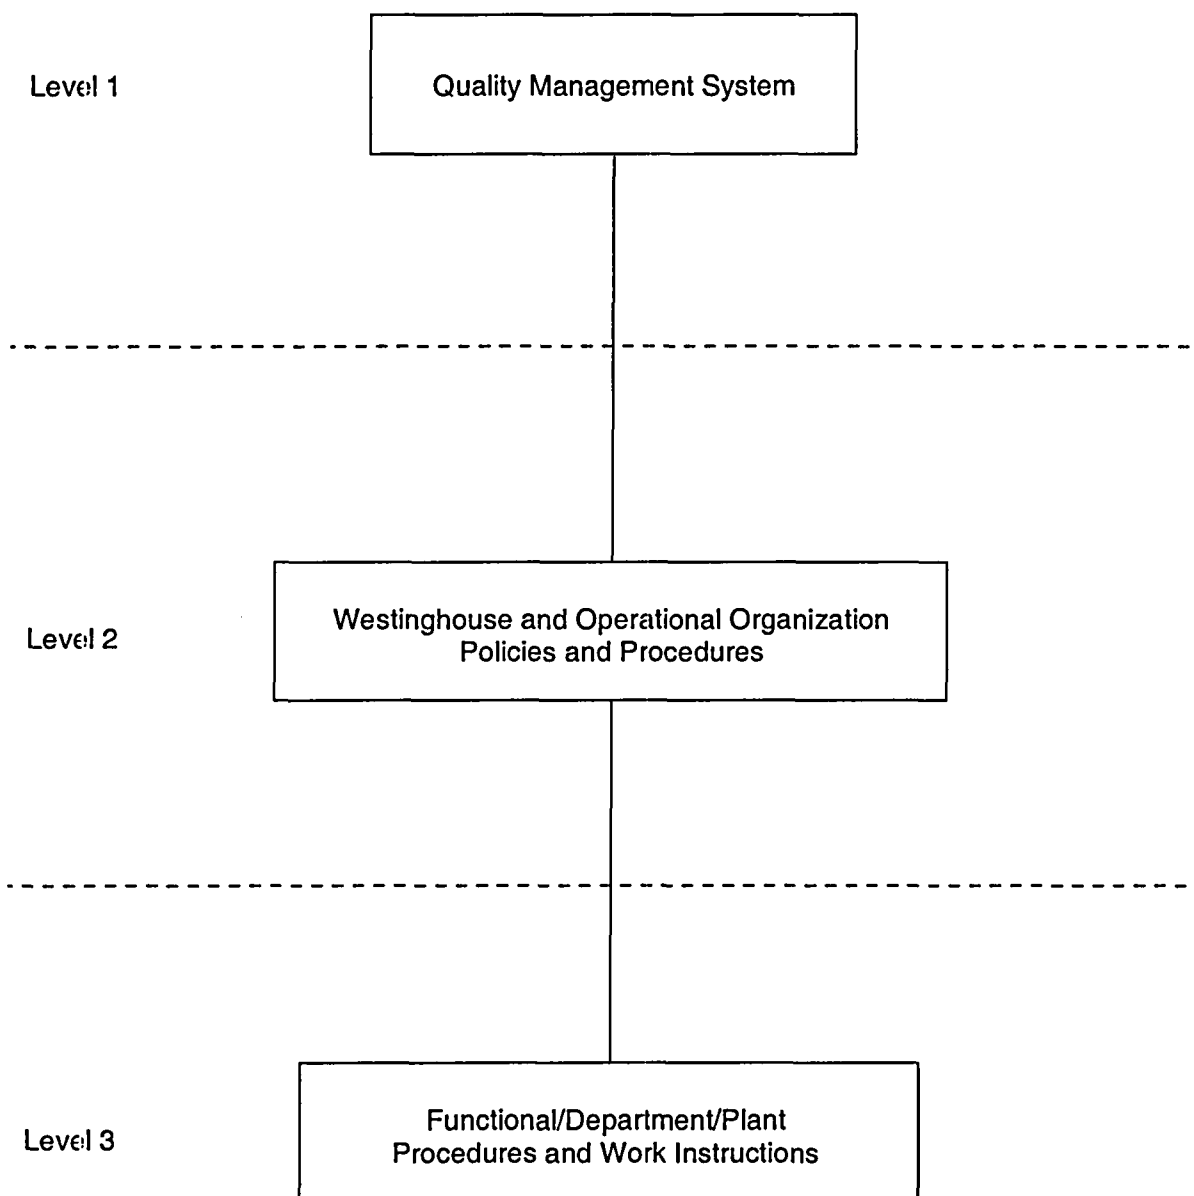 Level 1
Quality Management System
Level 2
Westinghouse and Operational Organization
Policies and Procedures
Level 3
Functional/Department/Plant
Procedures and Work Instructions